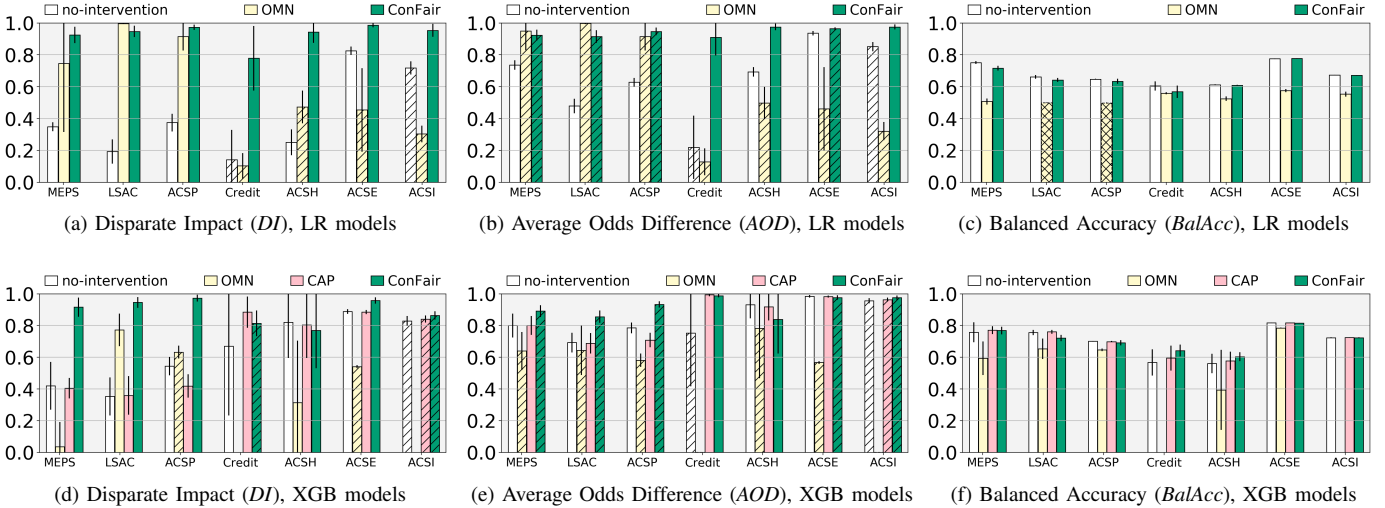 no-intervention OMN ConFair
1.0
0.8
0.6
0.4
0.2
0.0
MEPS LSAC ACSP Credit ACSH ACSE ACSI
(a) Disparate Impact (DI), LR models
no-intervention OMN ConFair
1.0
0.8
0.6
0.4
0.2
0.0
MEPS LSAC ACSP Credit ACSH ACSE ACSI
(b) Average Odds Difference (AOD), LR models
no-intervention OMN ConFair
1.0
0.8
0.6
0.4
0.2
0.0
MEPS LSAC ACSP Credit ACSH ACSE ACSI
(c) Balanced Accuracy (BalAcc), LR models
no-intervention OMN CAP ConFair
1.0
0.8
0.6
0.4
0.2
0.0
MEPS LSAC ACSP Credit ACSH ACSE ACSI
(d) Disparate Impact (DI), XGB models
no-intervention OMN CAP ConFair
1.0
0.8
0.6
0.4
0.2
0.0
MEPS LSAC ACSP Credit ACSH ACSE ACSI
(e) Average Odds Difference (AOD), XGB models
no-intervention OMN CAP ConFair
1.0
0.8
0.6
0.4
0.2
0.0
MEPS LSAC ACSP Credit ACSH ACSE ACSI
(f) Balanced Accuracy (BalAcc), XGB models